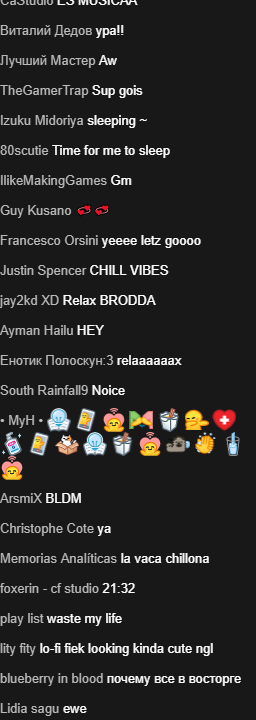 CaStudio ES MUSICAA
Виталий Дедов ура!!
Лучший Мастер Aw
TheGamerTrap Sup gois
Izuku Midoriya sleeping ~
80scutie Time for me to sleep
IlikeMakingGames Gm
Guy Kusano
Francesco Orsini yeeee letz goooo
Justin Spencer CHILL VIBES
jay2kd XD Relax BRODDA
Ayman Hailu HEY
Енотик Полоскун:3 relaaaaaax
South Rainfall9 Noice
• MyH •
ArsmiX BLDM
Christophe Cote ya
Memorias Analíticas la vaca chillona
foxerin - cf studio 21:32
play list waste my life
lity fity lo-fi fiek looking kinda cute ngl
blueberry in blood почему все в восторге
Lidia sagu ewe